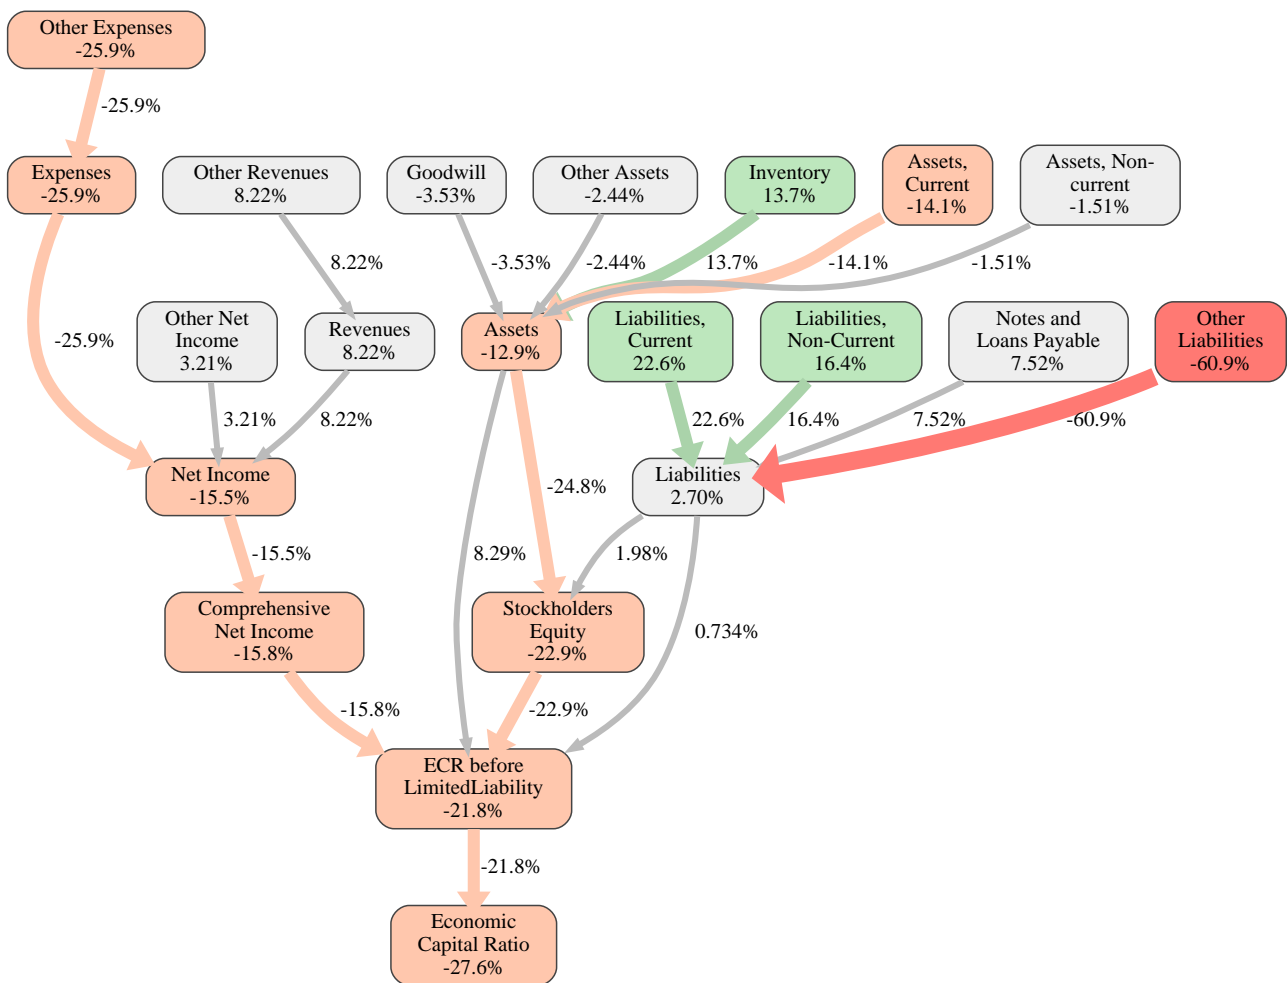 Other Expenses
-25.9%
-25.9%
Expenses
-25.9%
Other Revenues
8.22%
Goodwill
-3.53%
Other Assets
-2.44%
Inventory
13.7%
Assets,
Current
-14.1%
Assets, Non-
current
-1.51%
8.22%
-3.53%
-2.44%
13.7%
-14.1%
-1.51%
-25.9%
Other Net
Income
3.21%
Revenues
8.22%
Assets
-12.9%
Liabilities,
Current
22.6%
Liabilities,
Non-Current
16.4%
Notes and
Loans Payable
7.52%
Other
Liabilities
-60.9%
3.21%
8.22%
22.6%
16.4%
7.52%
-60.9%
Net Income
-15.5%
-24.8%
Liabilities
2.70%
-15.5%
8.29%
1.98%
Comprehensive
Net Income
-15.8%
Stockholders
Equity
-22.9%
0.734%
-15.8%
-22.9%
ECR before
LimitedLiability
-21.8%
-21.8%
Economic
Capital Ratio
-27.6%